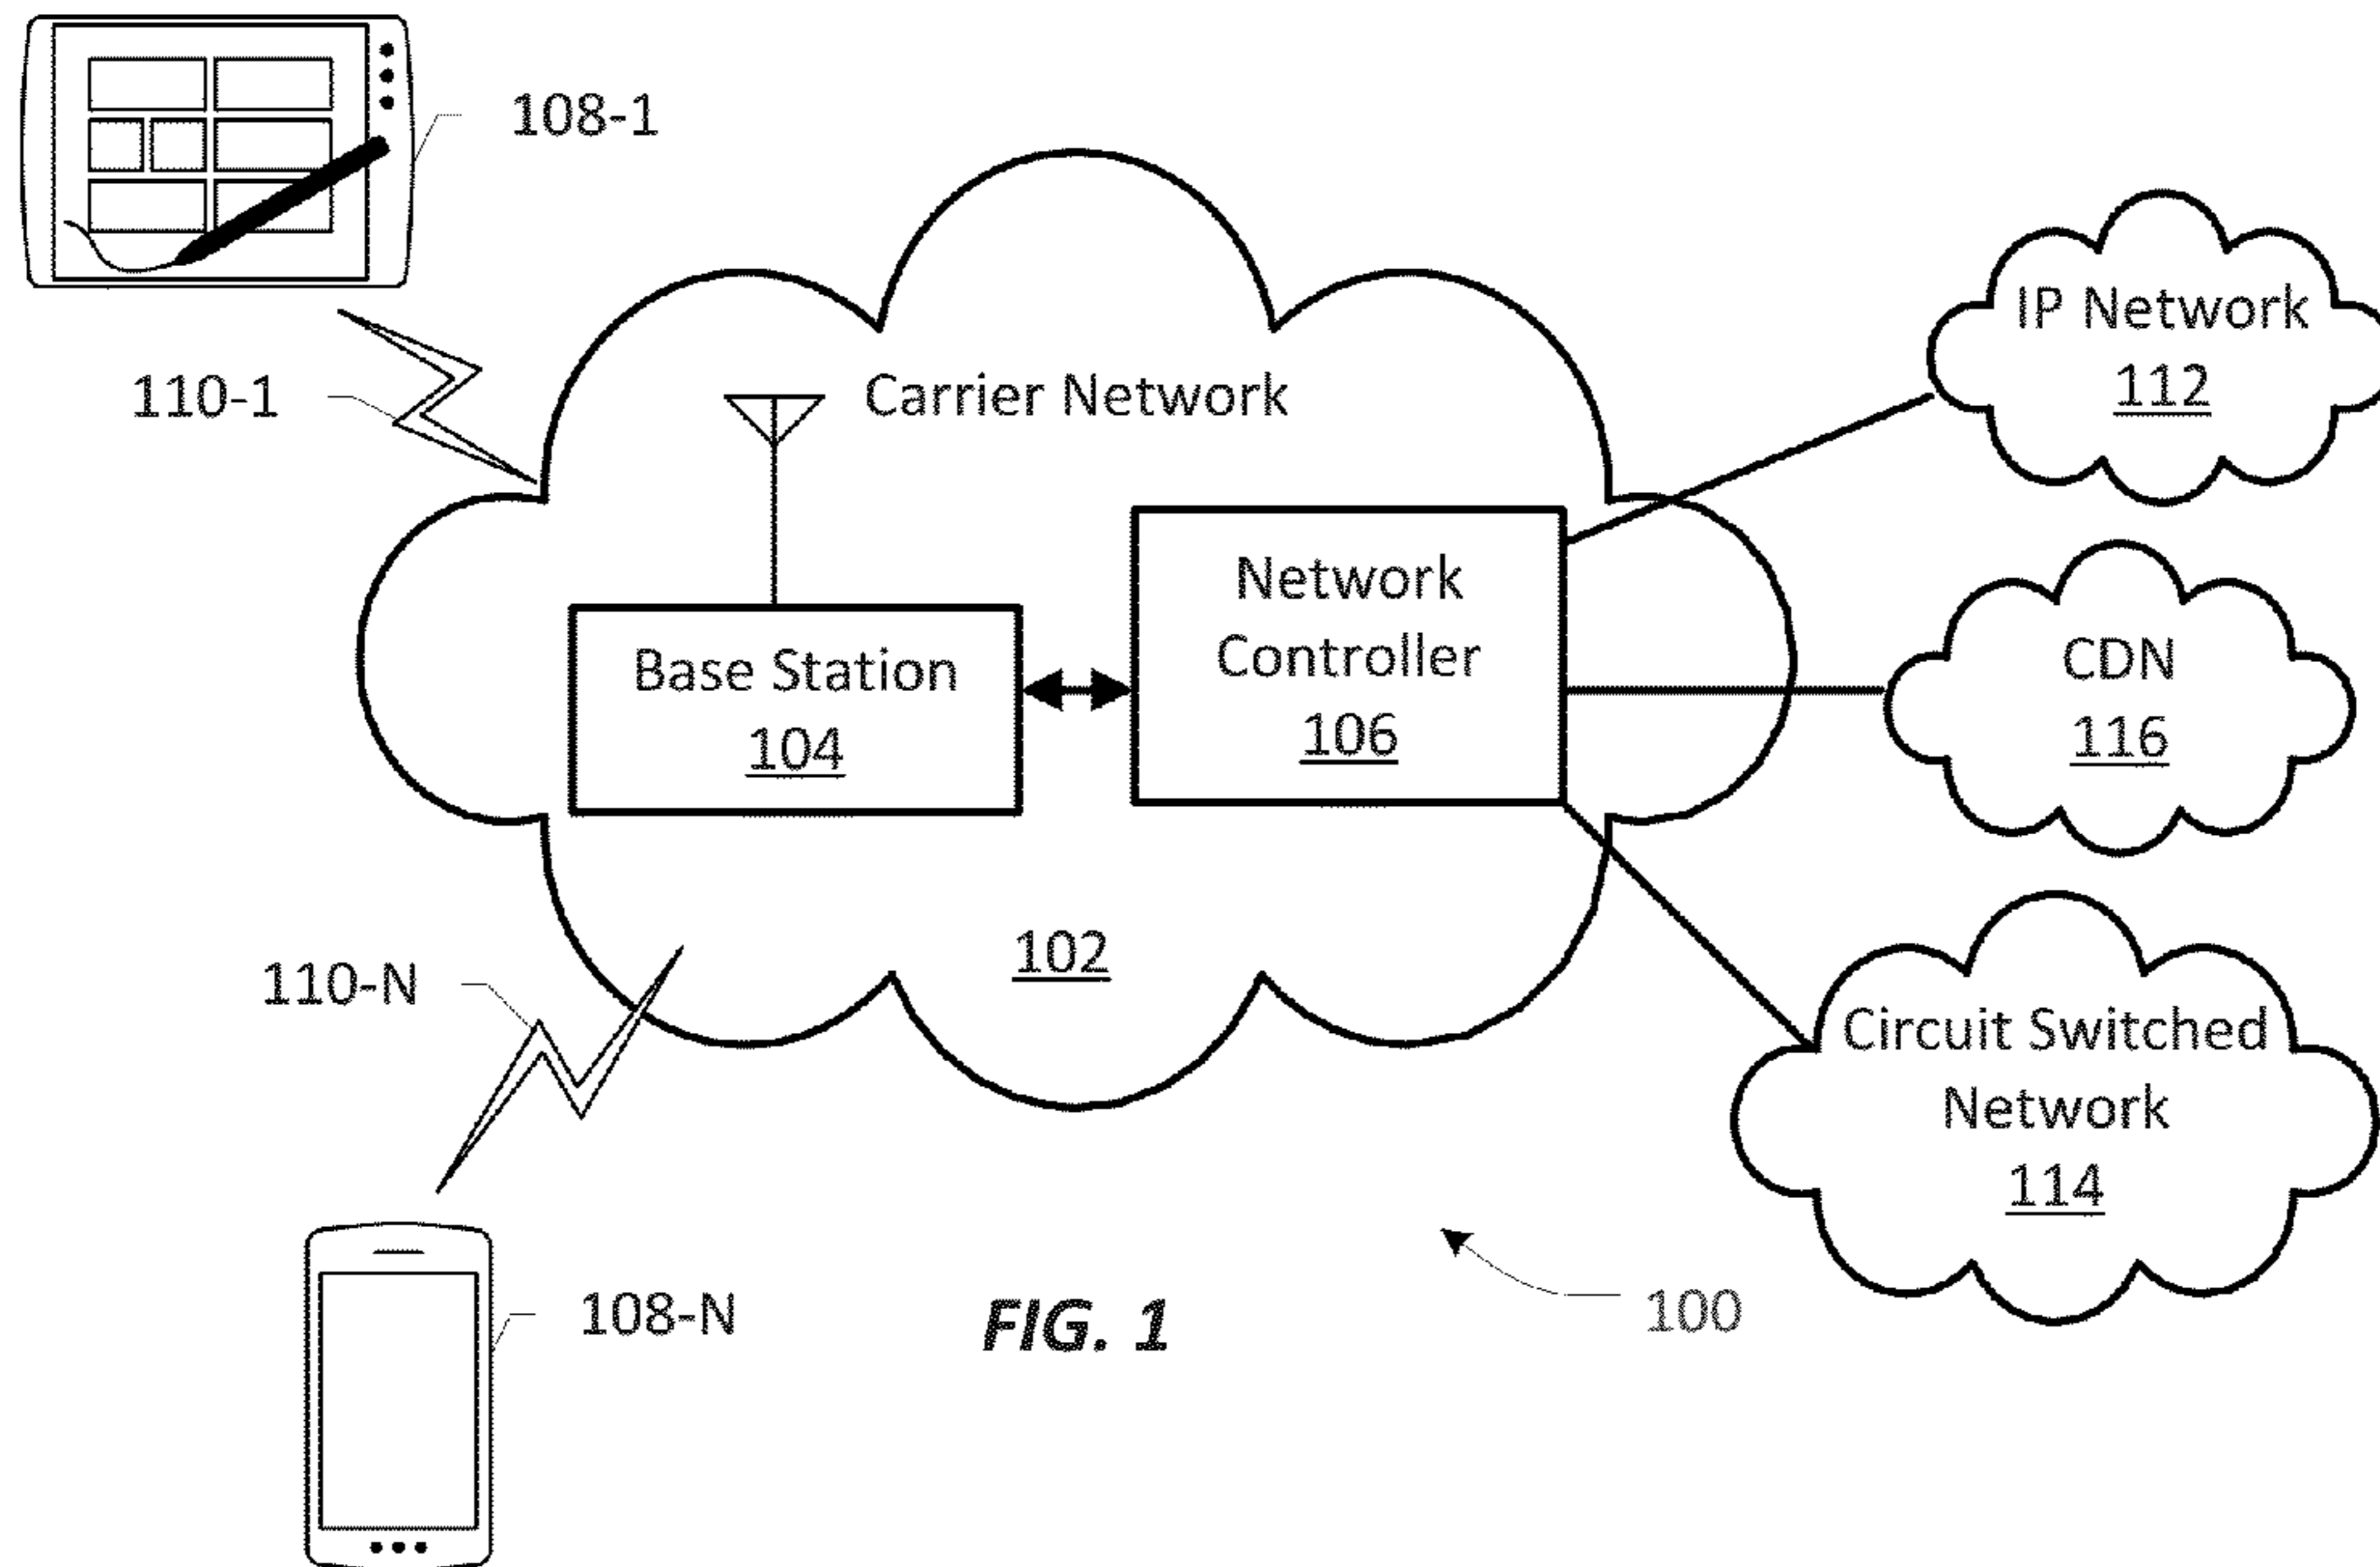 108-1
IP Network
112
110-1
Carrier Network
Network
Controller
106
Base Station
104
CDN
116
102
110-N
Circuit Switched
Network
114
108-N
FIG. 1
100